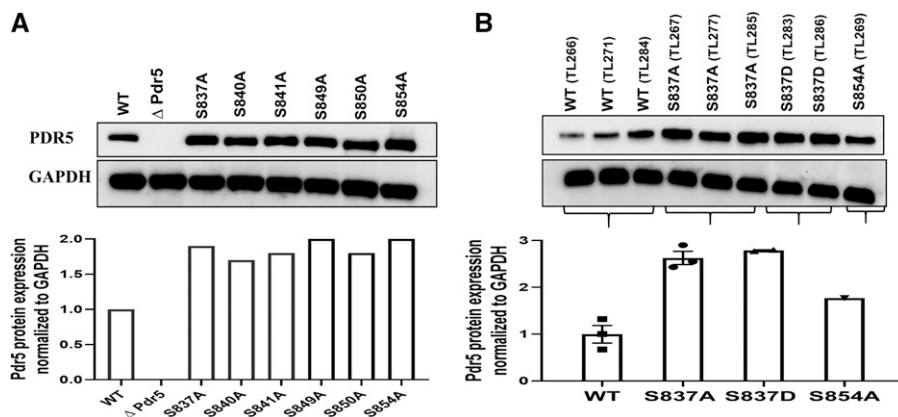 A
WT
Δ Pdr5
S837A
S840A
S841A
S849A
S850A
S854A
PDR5
GAPDH
Pdr5 protein expression
normalized to GAPDH
2.0
1.5
1.0
0.5
0.0
WT
Δ Pdr5
S837A
S840A
S841A
S849A
S850A
S854A
B
WT (TL266)
WT (TL271)
WT (TL284)
S837A (TL267)
S837A (TL277)
S837A (TL285)
S837D (TL283)
S837D (TL286)
S854A (TL269)
Pdr5 protein expression
normalized to GAPDH
3
2
1
0
WT
S837A
S837D
S854A